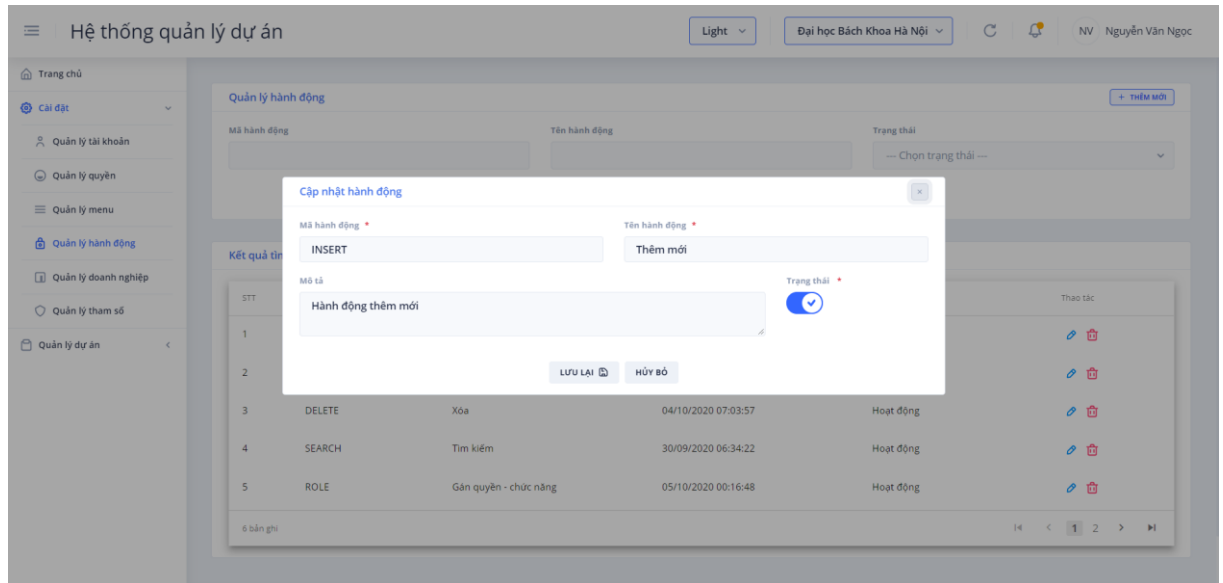 Hệ thống quản lý dự án
Light
Đại học Bách Khoa Hà Nội
NV Nguyễn Văn Ngọc
Trang chủ
Cài đặt
Quản lý tài khoản
Quản lý quyền
Quản lý menu
Quản lý hành động
Quản lý doanh nghiệp
Quản lý tham số
Quản lý dự án
Quản lý hành động
+ THÊM MỚI
Mã hành động Tên hành động Trạng thái
--- Chọn trạng thái ---
Cập nhật hành động
×
Mã hành động * Tên hành động *
INSERT Thêm mới
Mô tả Trạng thái *
Hành động thêm mới
LƯU LẠI HỦY BỎ
Kết quả tìn
STT Thao tác
1
2
3 DELETE Xóa 04/10/2020 07:03:57 Hoạt động
4 SEARCH Tìm kiếm 30/09/2020 06:34:22 Hoạt động
5 ROLE Gán quyền - chức năng 05/10/2020 00:16:48 Hoạt động
6 bản ghi 1 2